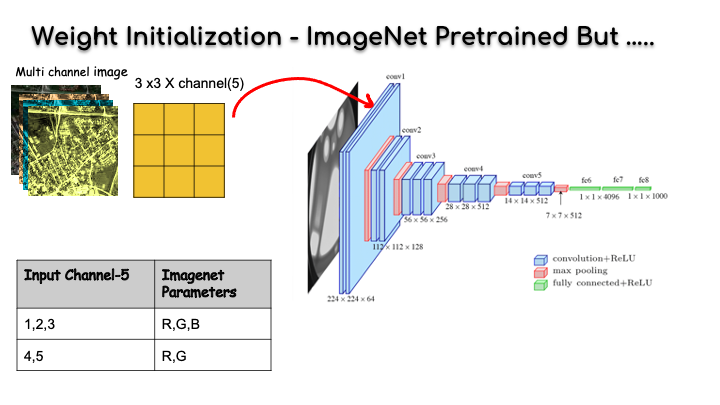 Weight Initialization - ImageNet Pretrained But .....
Multi channel image
3 x3 X channel(5)
conv1
conv2
conv3
conv4
conv5
fc6
fc7
fc8
1 × 1 × 4096
1 × 1 × 1000
14 × 14 × 512
28 × 28 × 512
7 × 7 × 512
56 × 56 × 256
112 × 112 × 128
224 × 224 × 64
convolution+ReLU
max pooling
fully connected+ReLU
Input Channel-5
Imagenet
Parameters
1,2,3
R,G,B
4,5
R,G